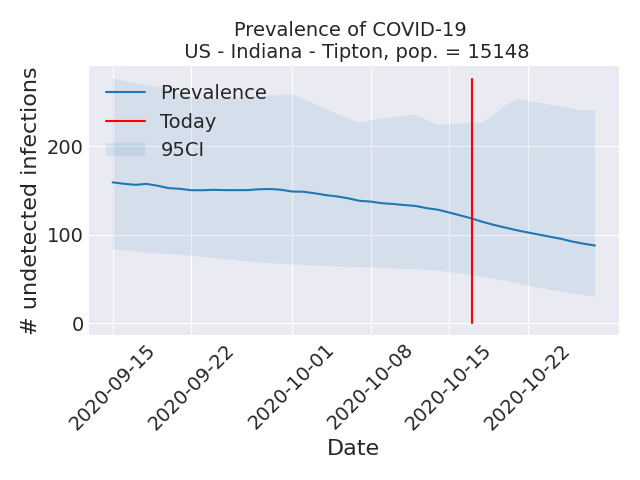 Prevalence of COVID-19
US - Indiana - Tipton, pop. = 15148
# undetected infections
200
100
0
Prevalence
Today
95CI
2020-09-15
2020-09-22
2020-10-01
2020-10-08
2020-10-15
2020-10-22
Date